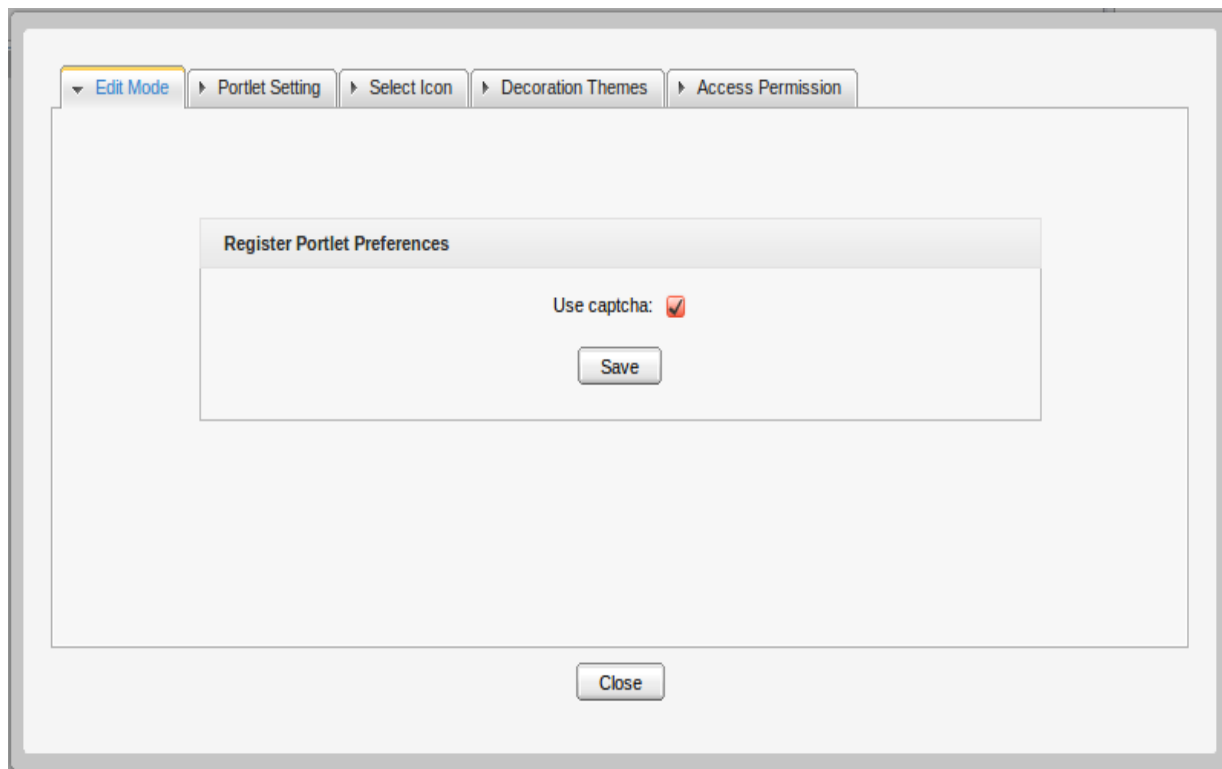 Edit Mode Portlet Setting Select Icon Decoration Themes Access Permission
Register Portlet Preferences
Use captcha:
Save
Close